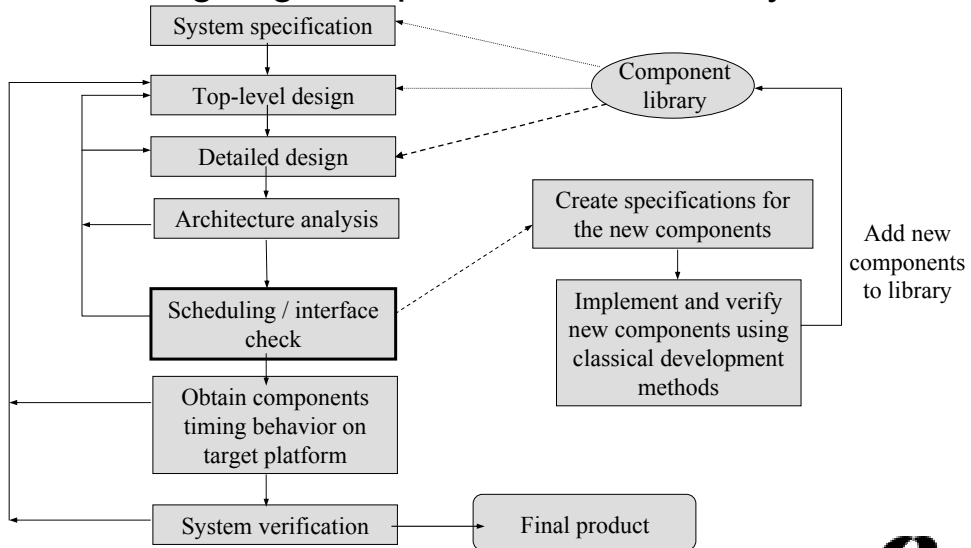 System specification
Component
library
Top-level design
Detailed design
Architecture analysis
Create specifications for
the new components
Add new
components
to library
Scheduling / interface
check
Implement and verify
new components using
classical development
methods
Obtain components
timing behavior on
target platform
System verification
Final product